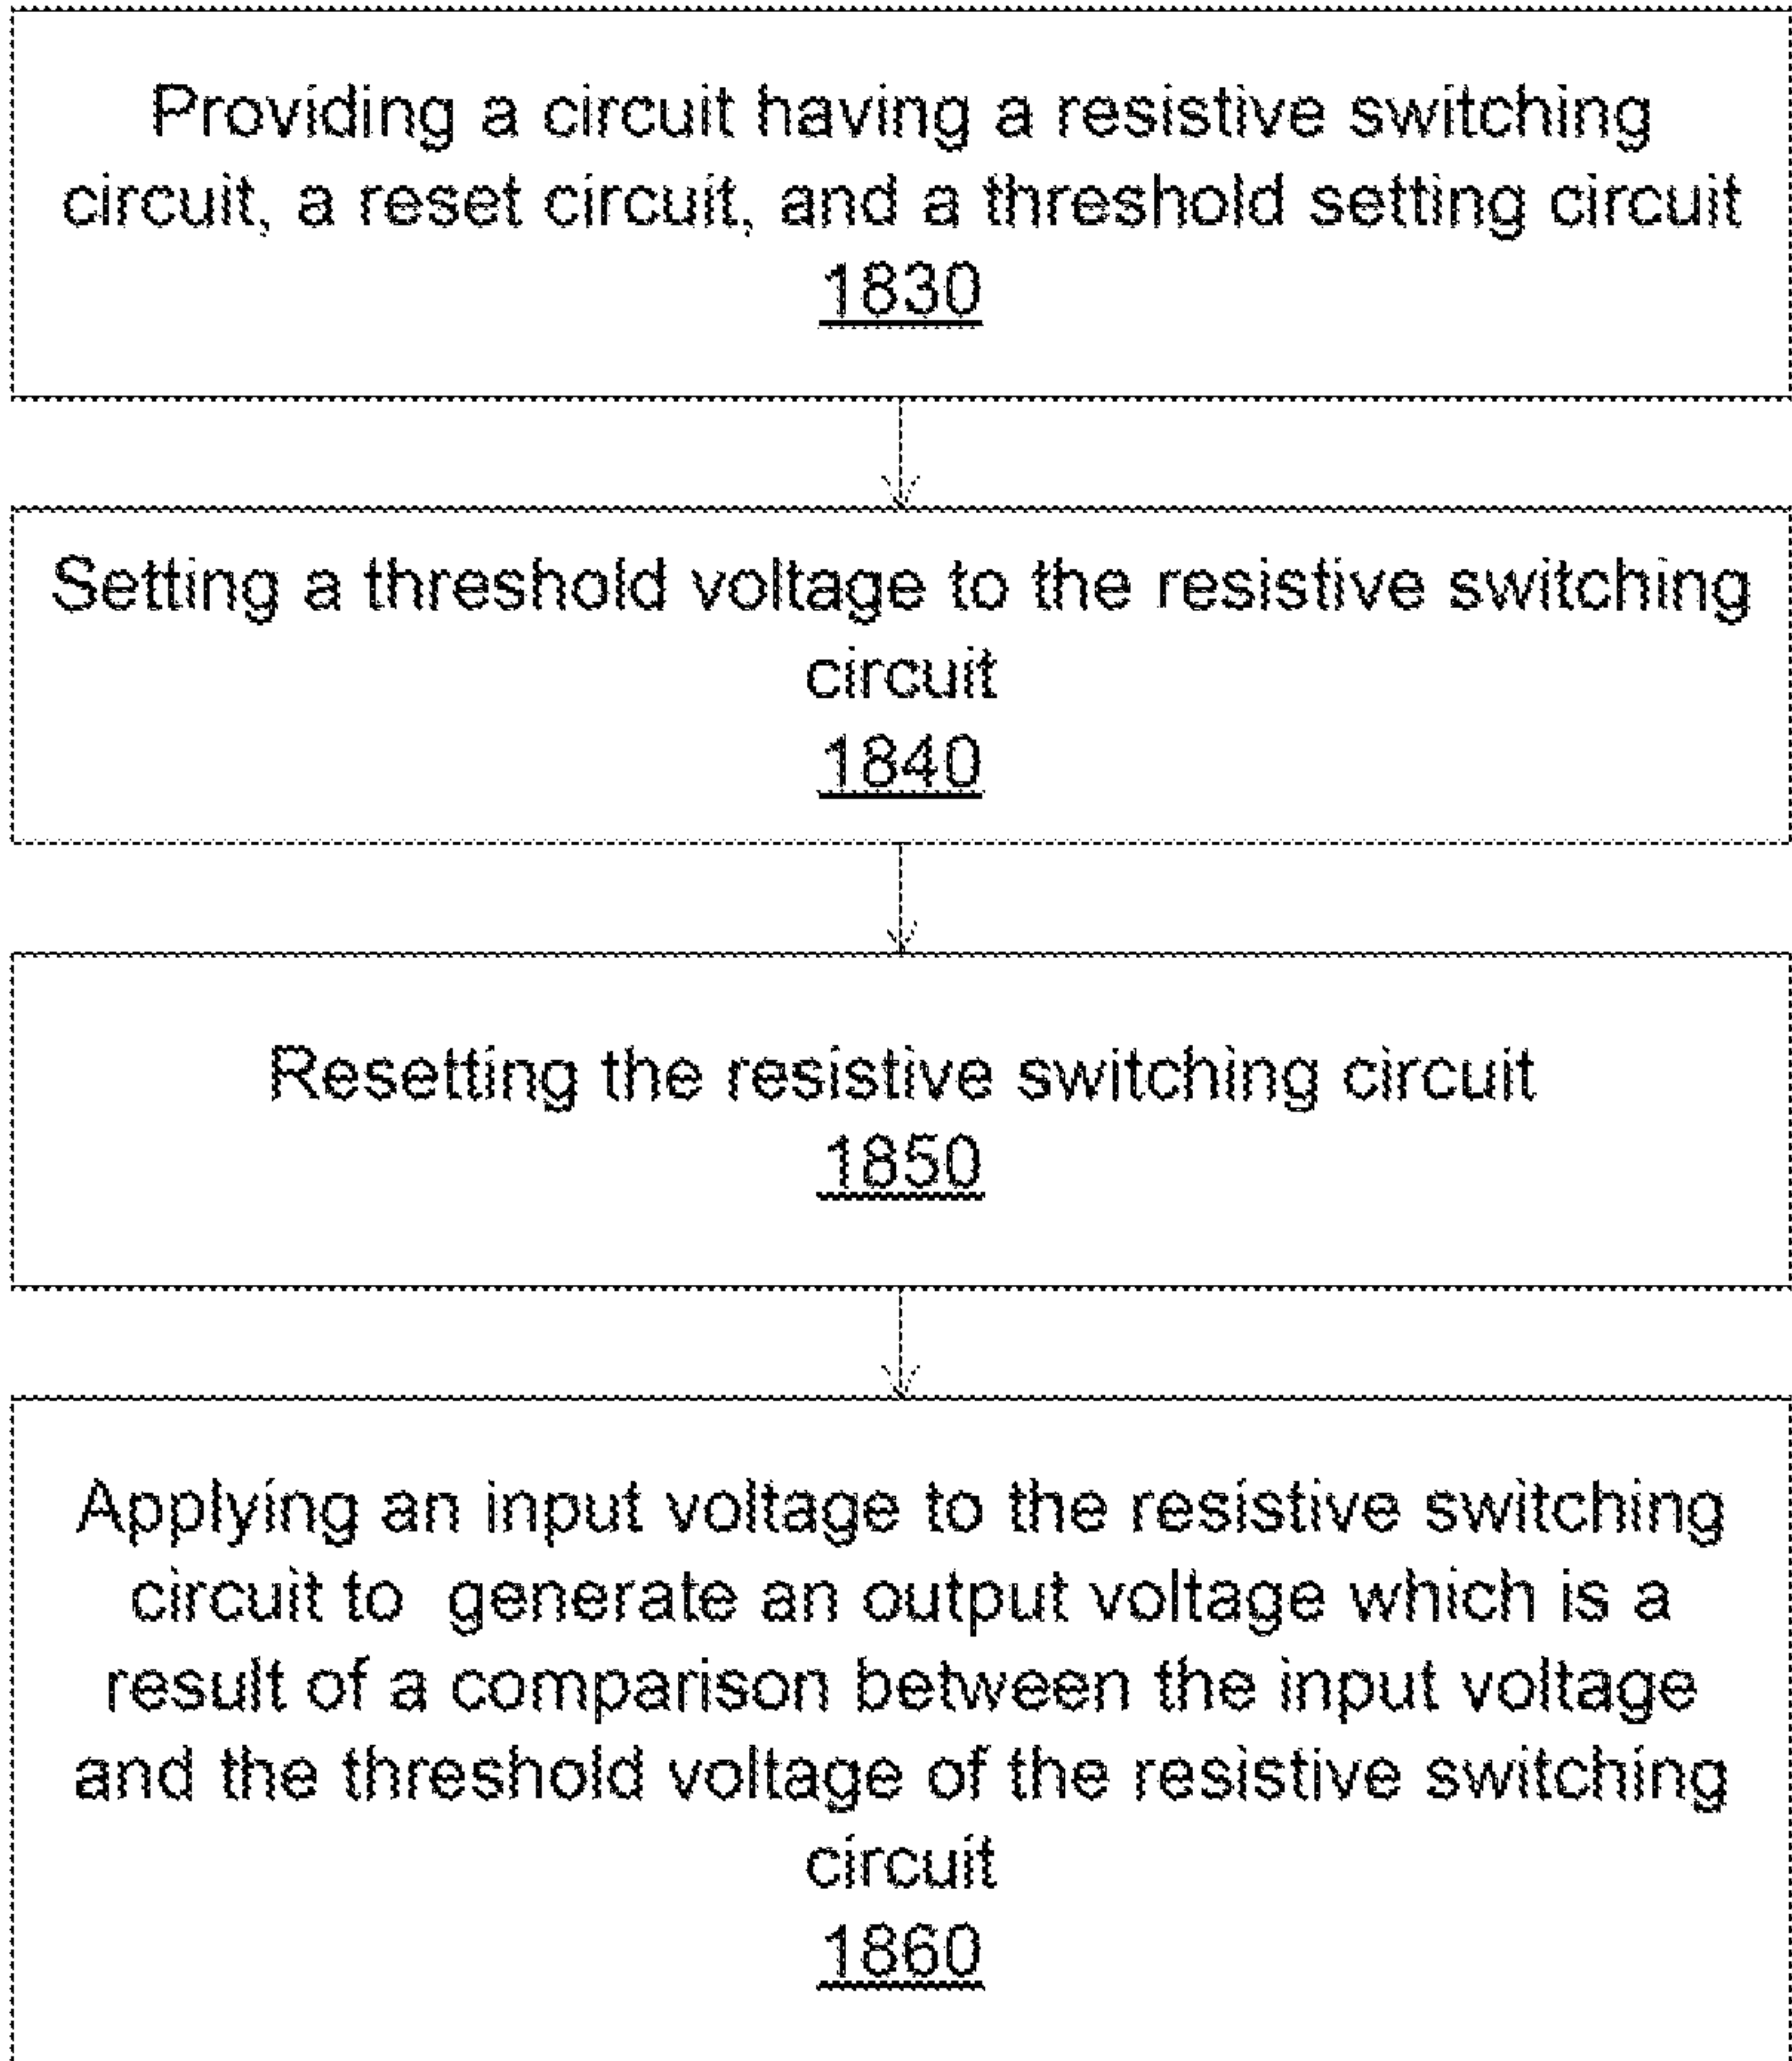 Providing a circuit having a resistive switching
circuit, a reset circuit, and a threshold setting circuit
1830
Setting a threshold voltage to the resistive switching
circuit
1840
Resetting the resistive switching circuit
1850
Applying an input voltage to the resistive switching
circuit to generate an output voltage which is a
result of a comparison between the input voltage
and the threshold voltage of the resistive switching
circuit
1860